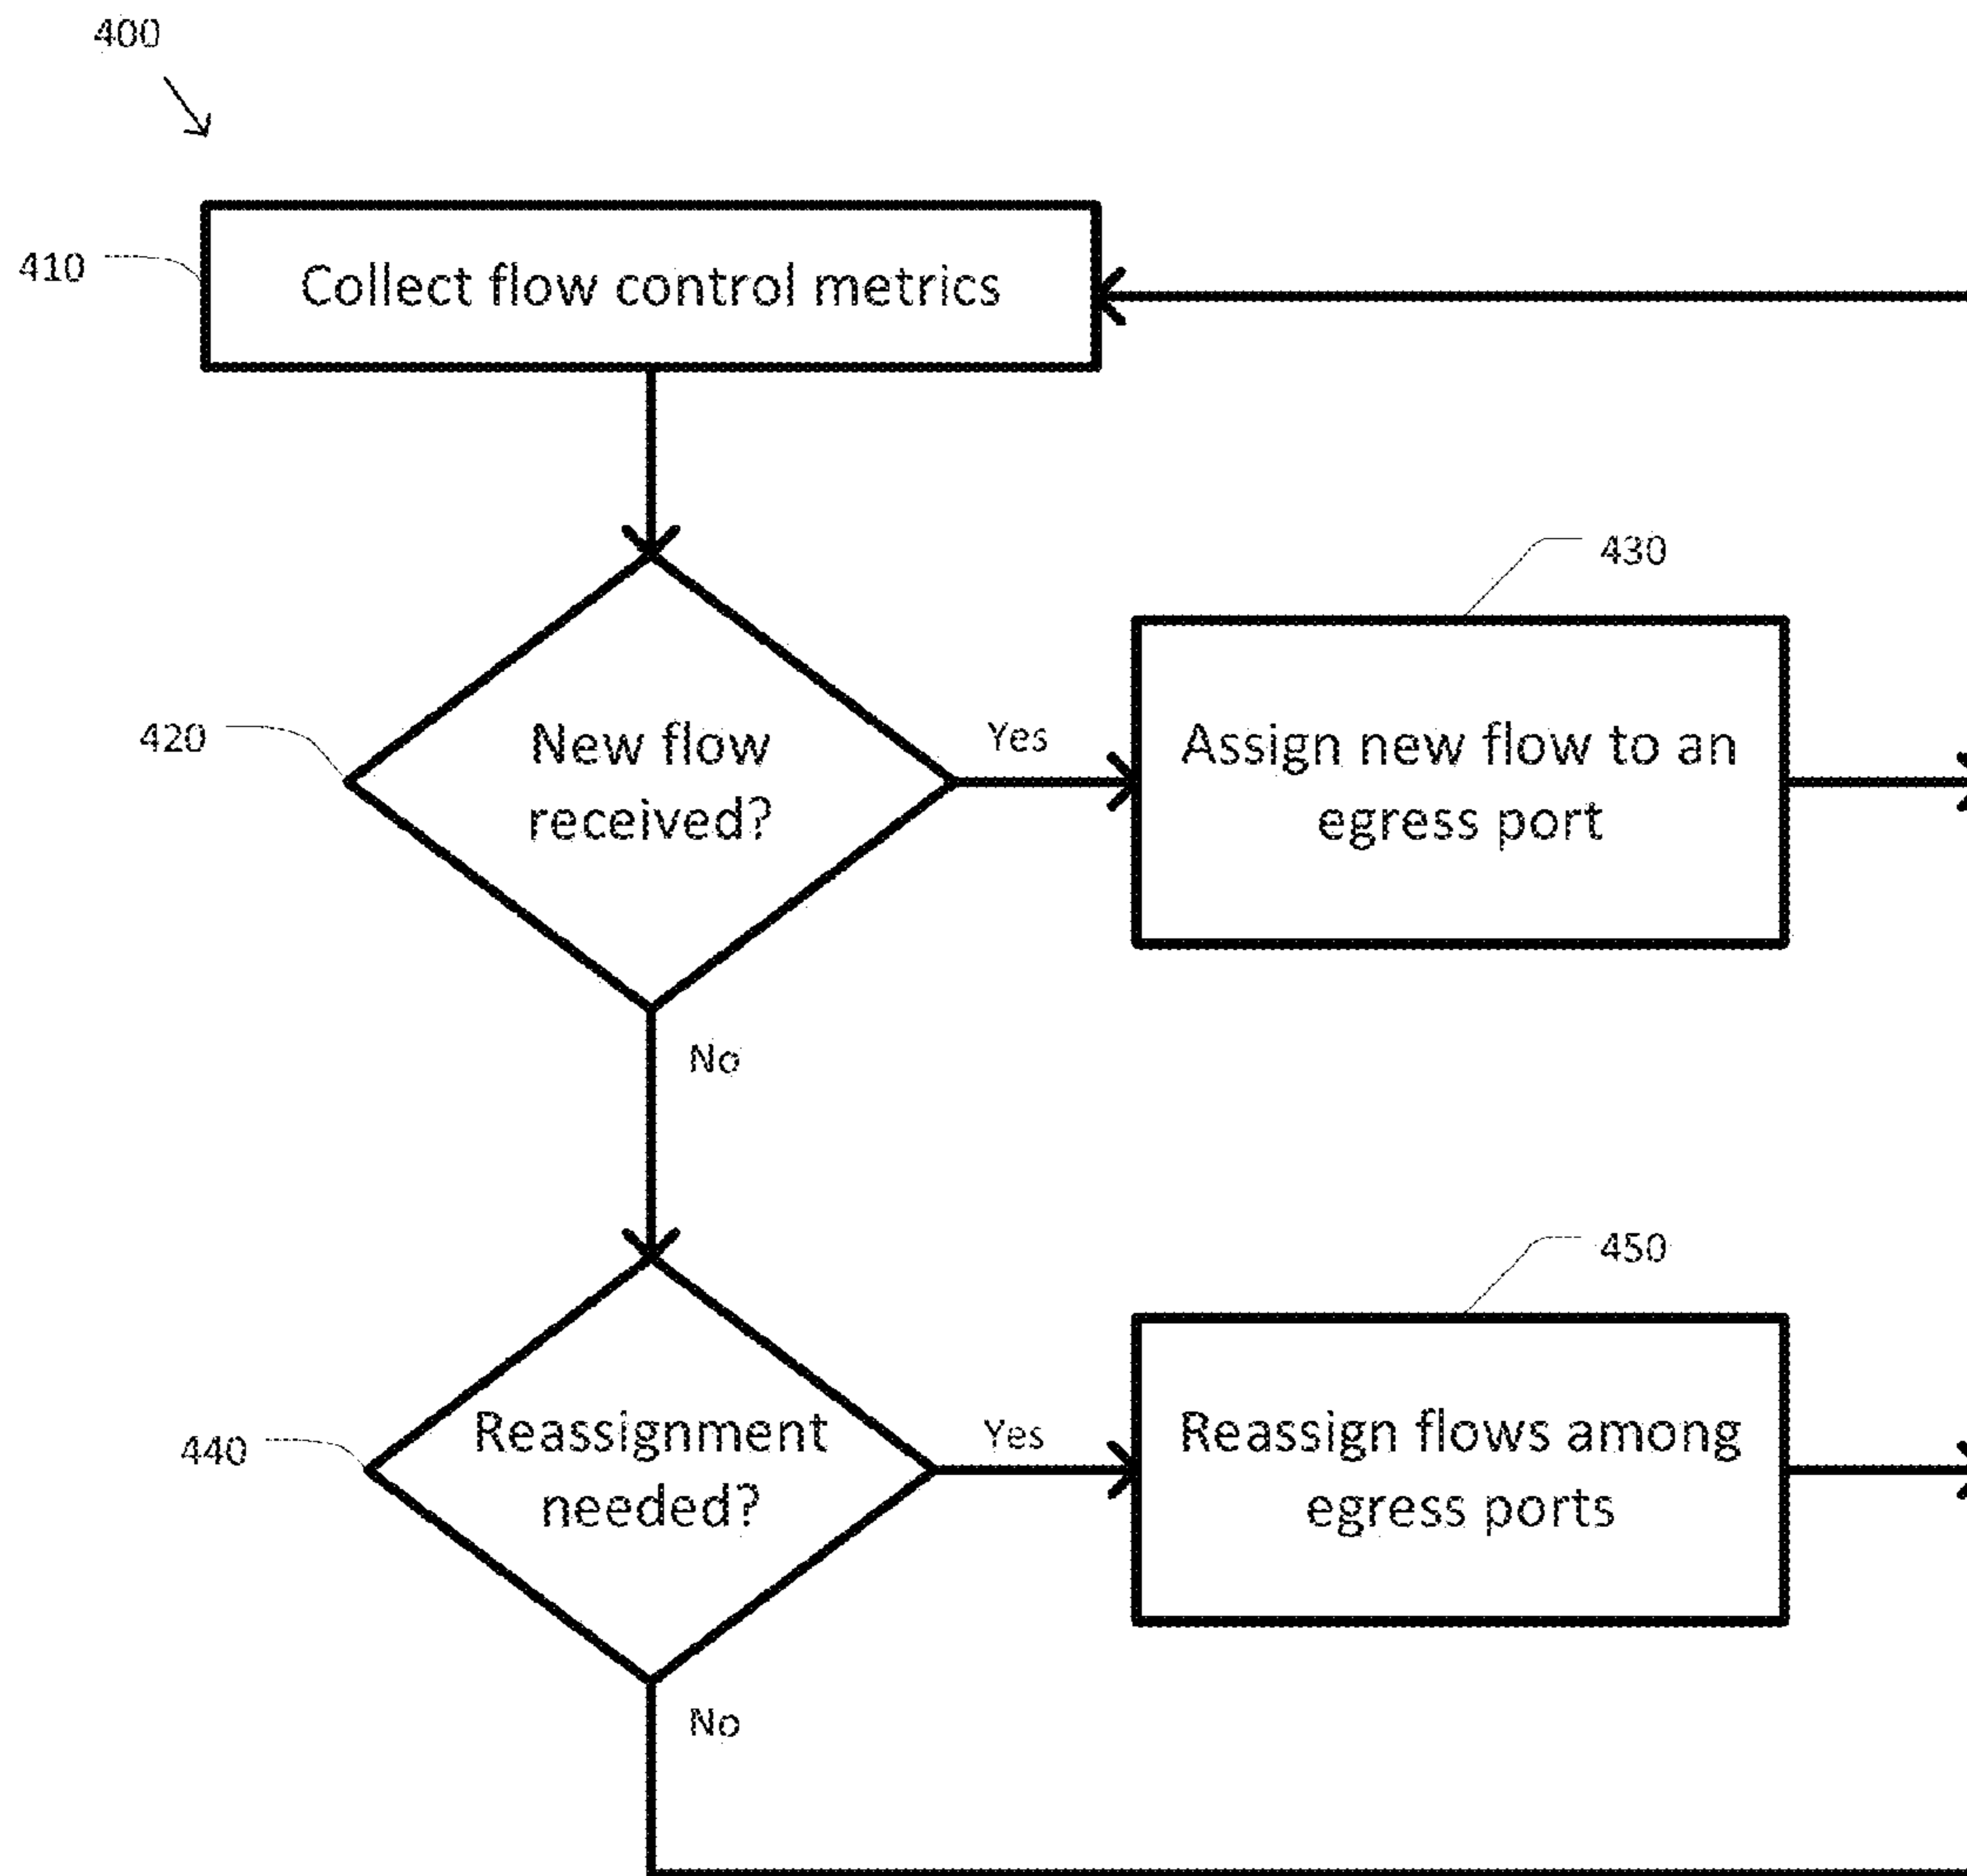 400
410
Collect flow control metrics
430
420
New flow
received?
Yes
Assign new flow to an
egress port
No
450
440
Reassignment
needed?
Yes
Reassign flows among
egress ports
No